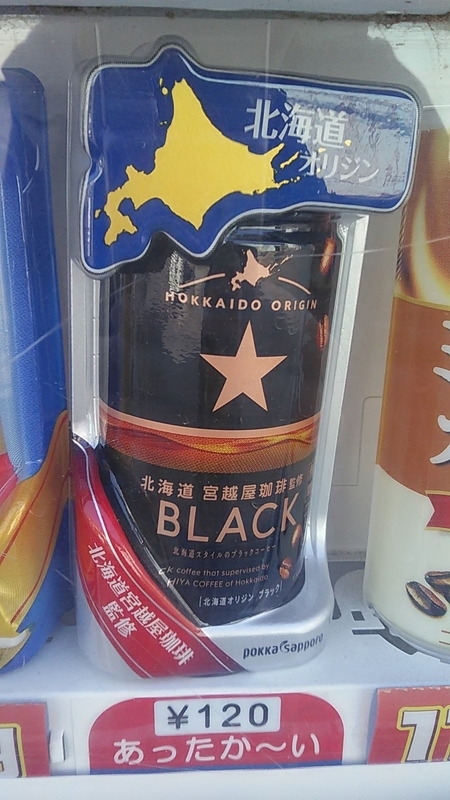 北海道
オリジン
HOKKAIDO ORIGIN
北海道 宮越屋珈琲監修
BLACK
北海道スタイルのブラックコーヒー
CK coffee that supervised by
HIYA COFFEE of Hokkaido
北海道オリジン ブラック
北海道宮越屋珈琲
監修
pokka sapporo
¥120
あったか〜い